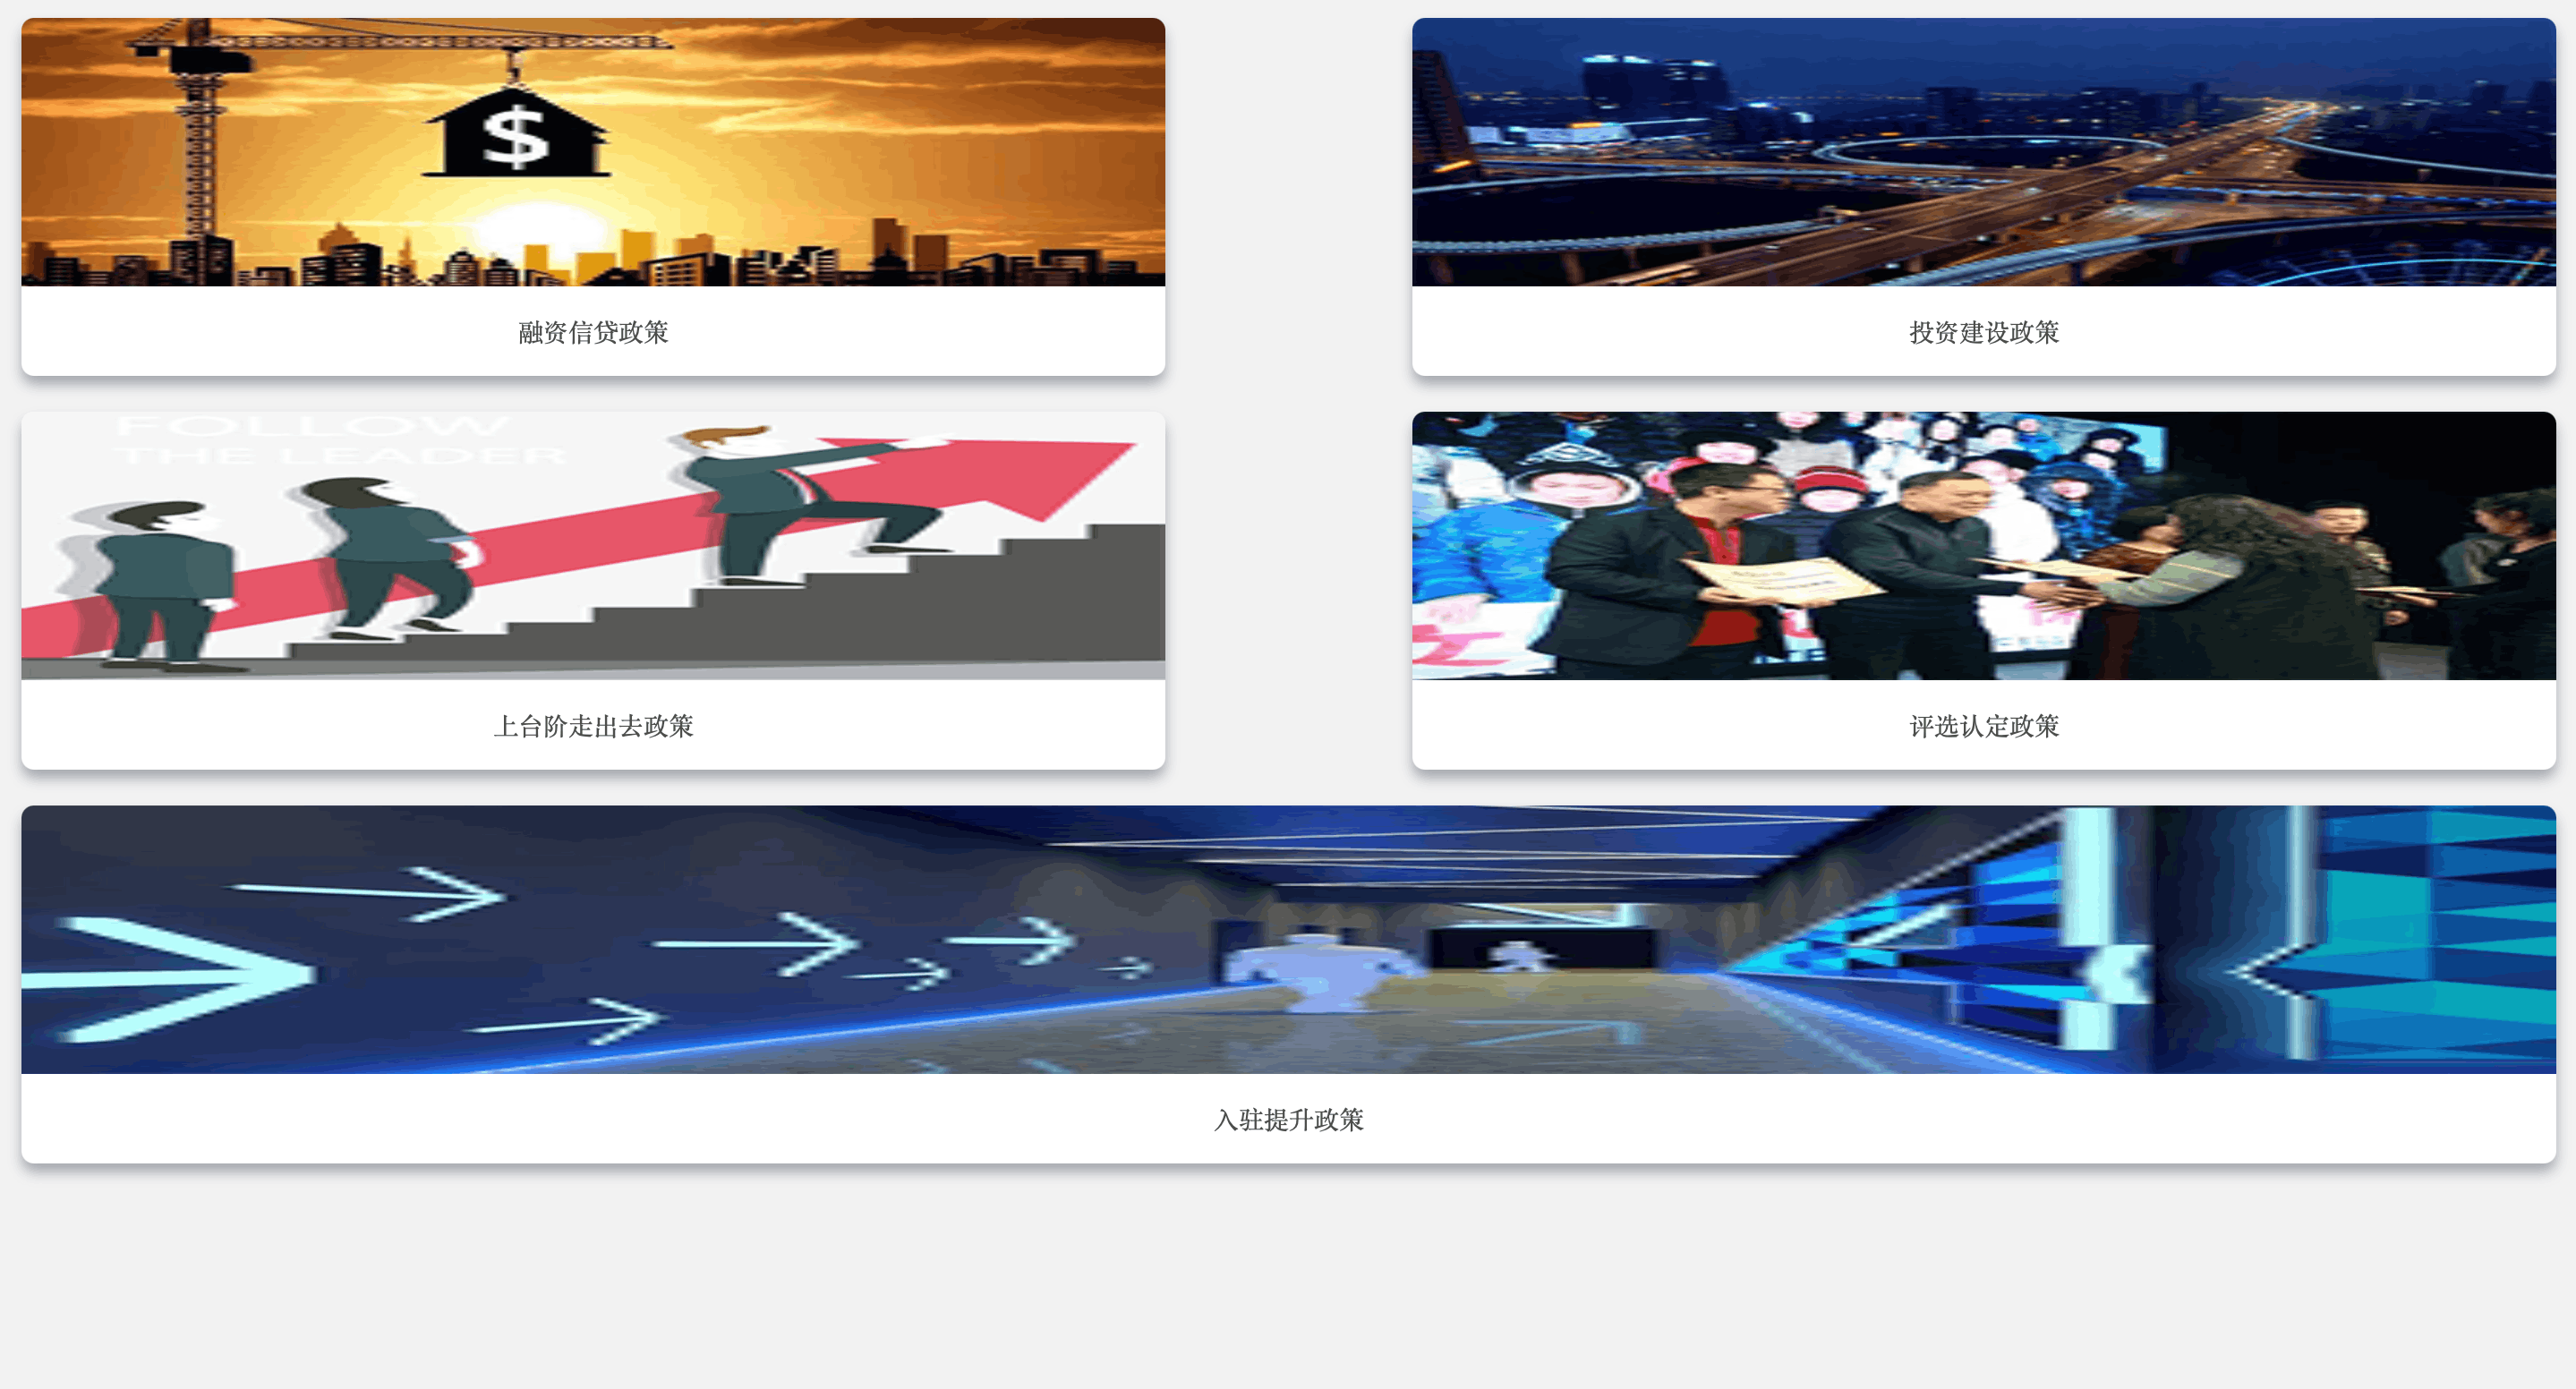 $
融资信贷政策
投资建设政策
FOLLOW
THE LEADER
上台阶走出去政策
评选认定政策
入驻提升政策